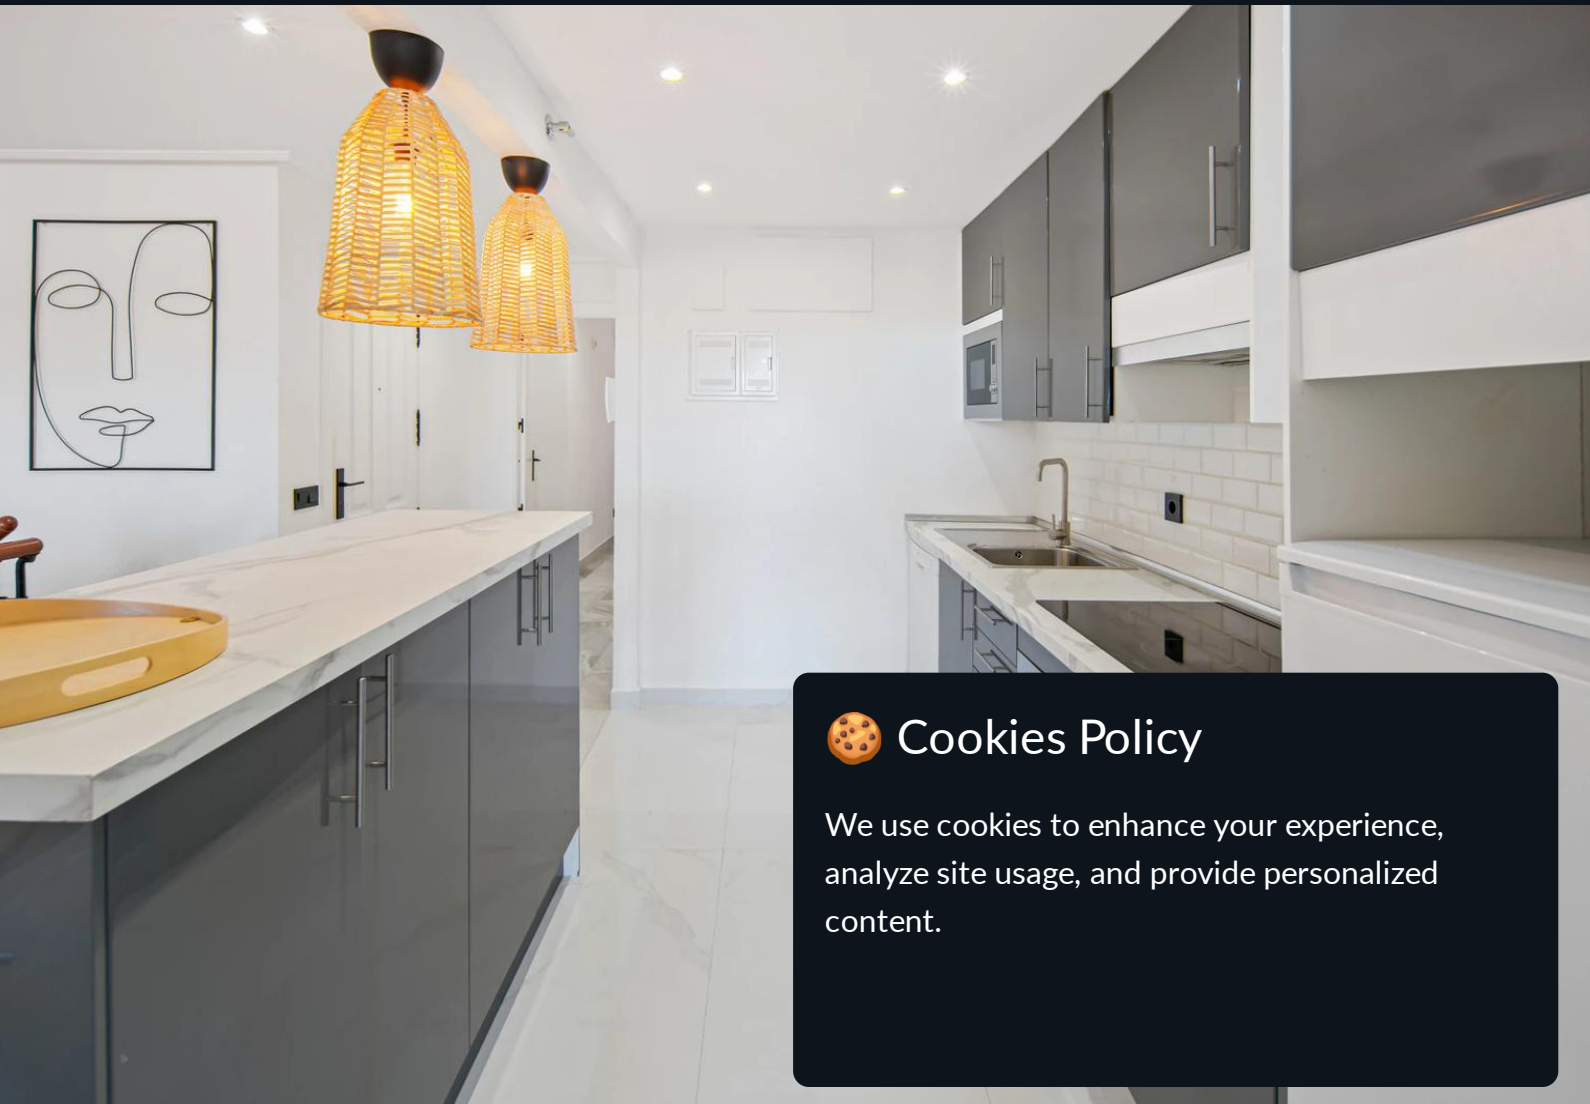 🍪 Cookies Policy
We use cookies to enhance your experience,
analyze site usage, and provide personalized
content.